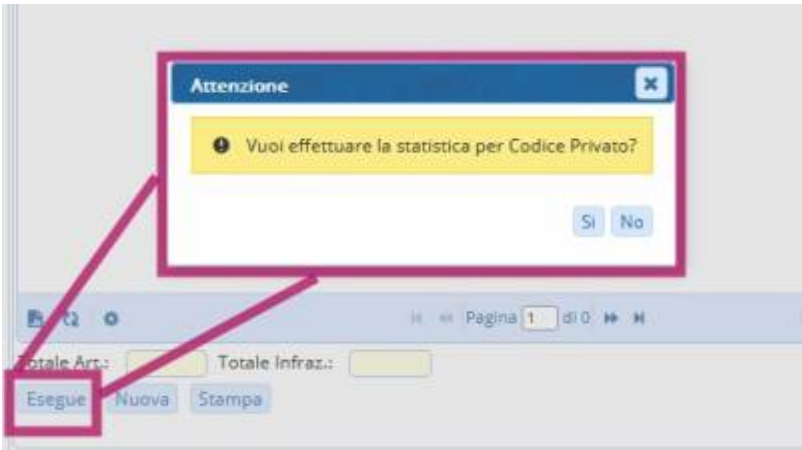 Attenzione
Vuoi effettuare la statistica per Codice Privato?
Si No
Pagina 1 di 0
Totale Art.: Totale Infraz.:
Esegue Nuova Stampa